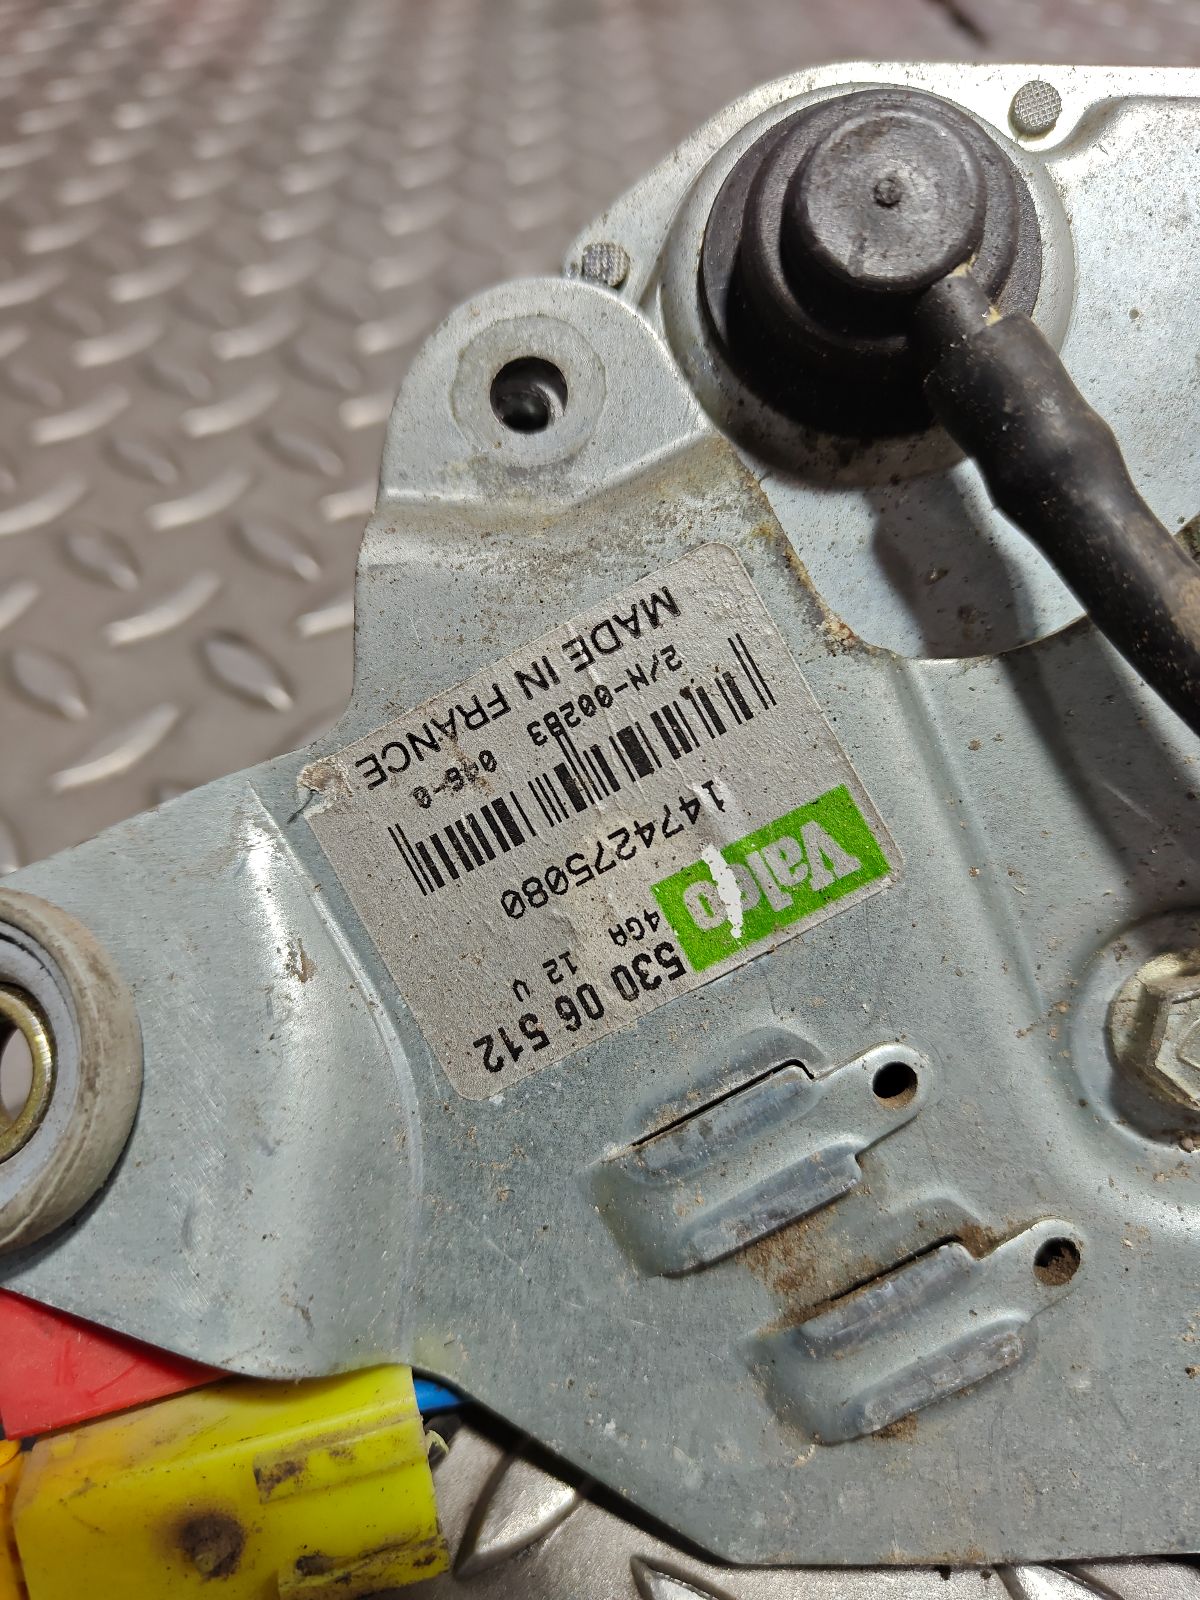 530 06 512
12 V
4GA
Valeo
1474275080
2/N-00283 046-0
MADE IN FRANCE